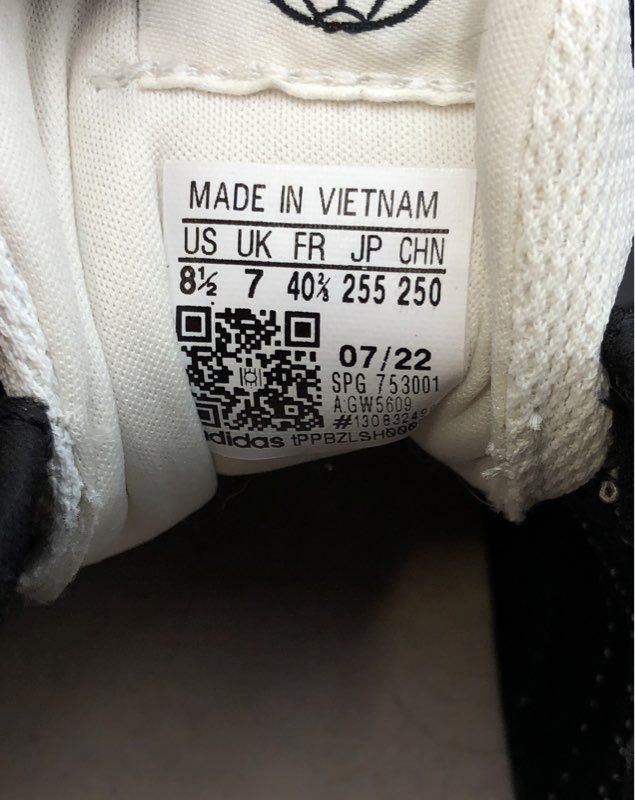 MADE IN VIETNAM
US UK FR JP CHN
8½ 7 40⅔ 255 250
07/22
SPG 753001
A:GW5609
adidas